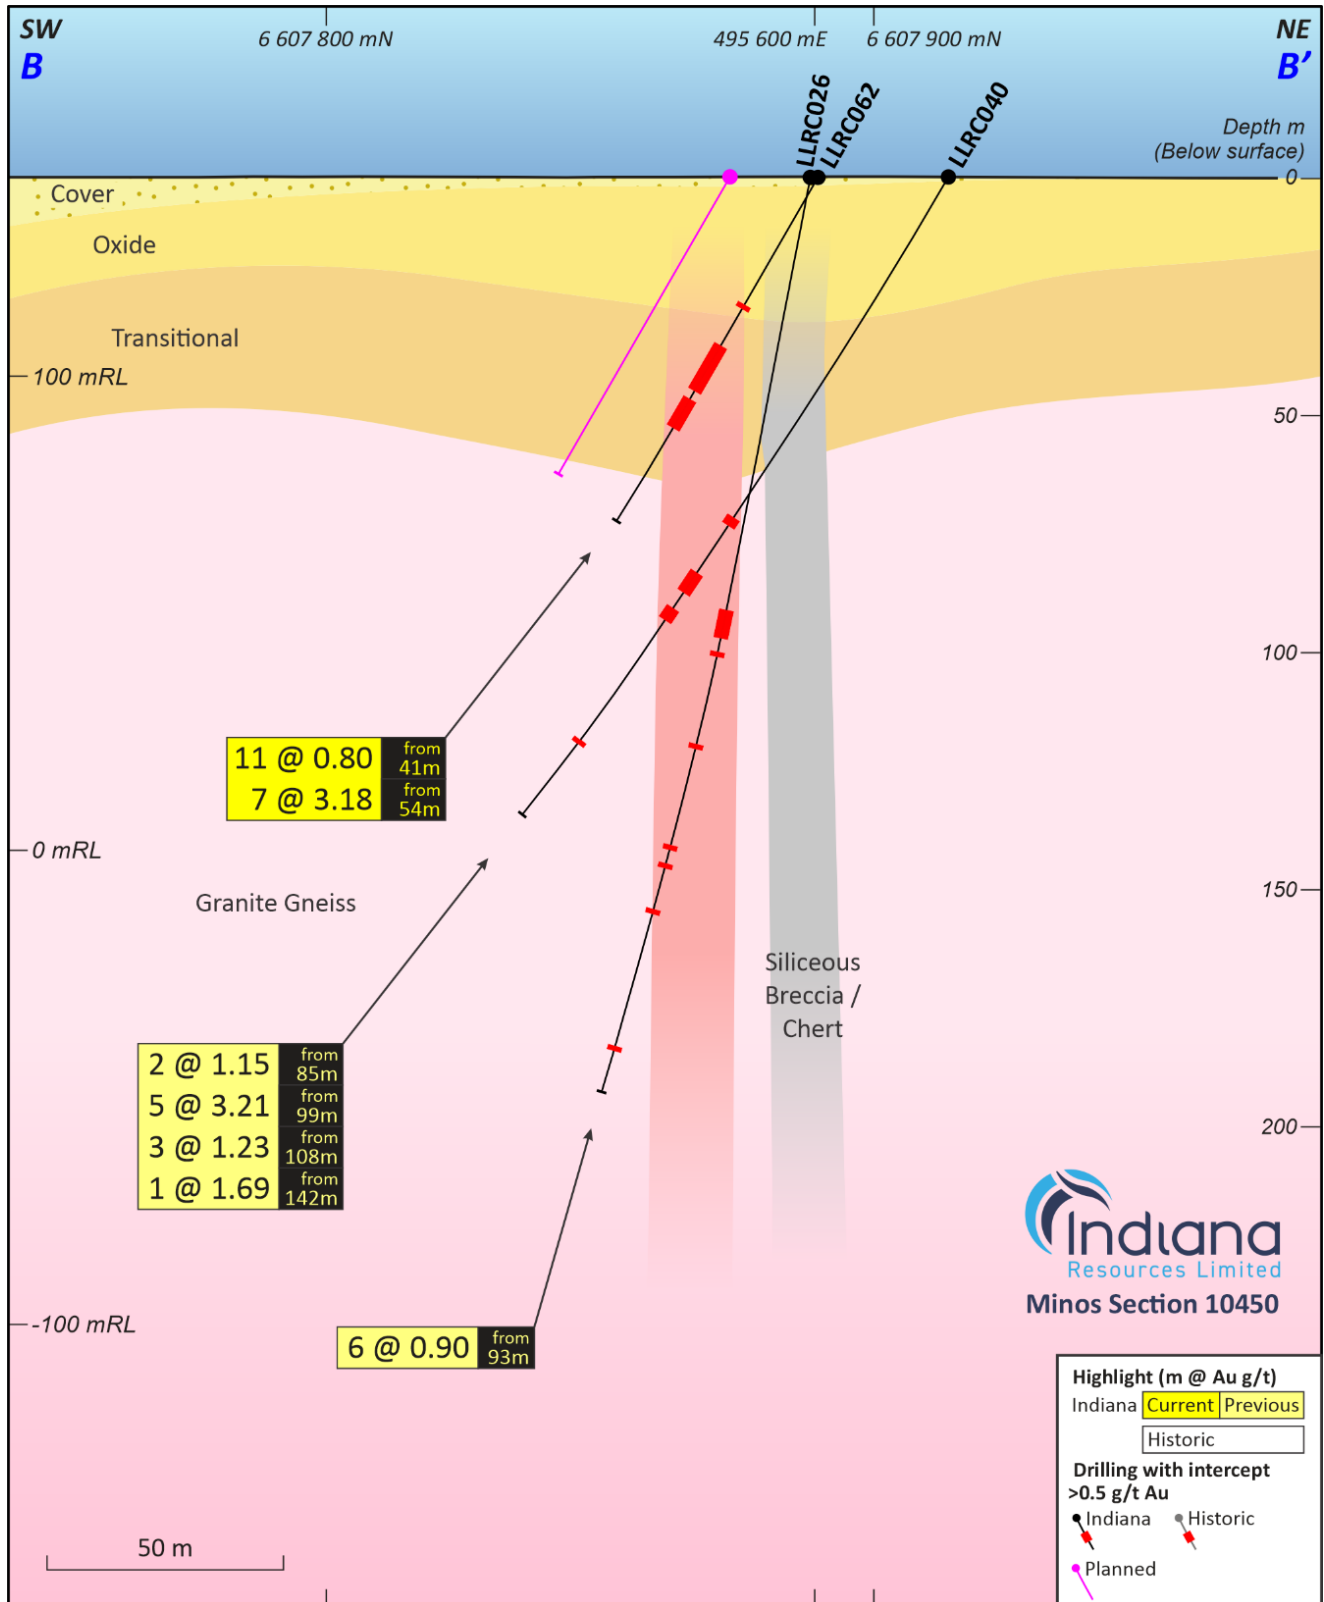 SW
B
6 607 800 mN
495 600 mE
6 607 900 mN
NE
B’
LLRC026
LLRC062
LLRC040
Depth m
(Below surface)
0
Cover
Oxide
Transitional
100 mRL
50
100
11 @ 0.80 from 41m
7 @ 3.18 from 54m
0 mRL
150
Granite Gneiss
Siliceous
Breccia /
Chert
2 @ 1.15 from 85m
5 @ 3.21 from 99m
3 @ 1.23 from 108m
1 @ 1.69 from 142m
200
Indiana
Resources Limited
Minos Section 10450
-100 mRL
6 @ 0.90 from 93m
Highlight (m @ Au g/t)
Indiana Current Previous
Historic
Drilling with intercept
>0.5 g/t Au
Indiana Historic
Planned
50 m